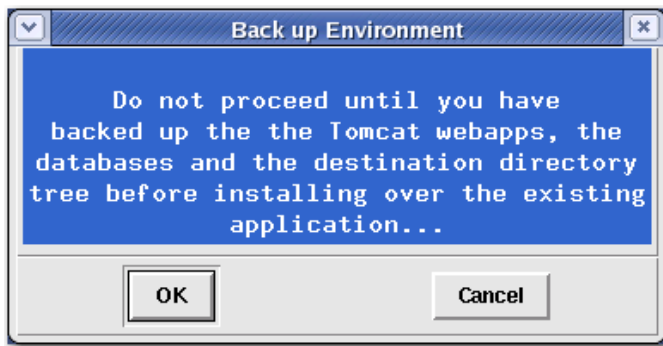 Back up Environment
Do not proceed until you have
backed up the the Tomcat webapps, the
databases and the destination directory
tree before installing over the existing
application...
OK Cancel